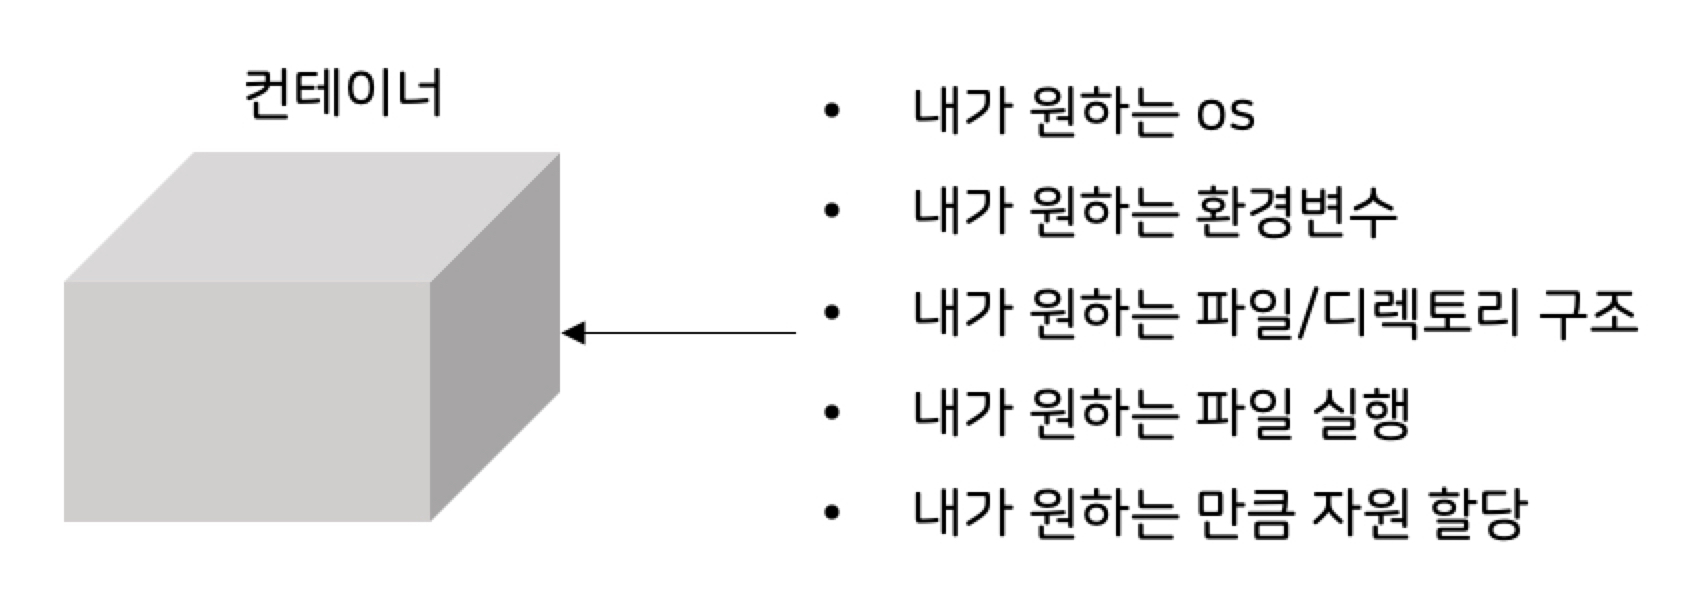 컨테이너
• 내가 원하는 os
• 내가 원하는 환경변수
• 내가 원하는 파일/디렉토리 구조
• 내가 원하는 파일 실행
• 내가 원하는 만큼 자원 할당